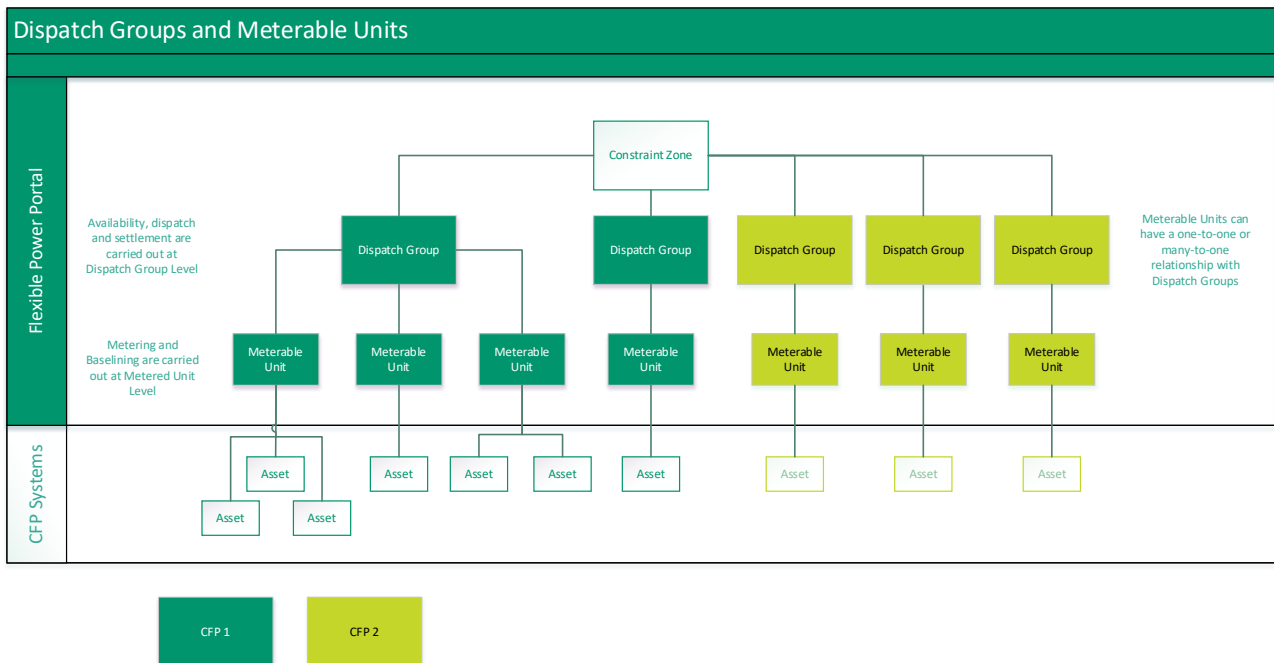 Dispatch Groups and Meterable Units
Flexible Power Portal
Constraint Zone
Availability, dispatch
and settlement are
carried out at
Dispatch Group Level
Dispatch Group
Dispatch Group
Dispatch Group
Dispatch Group
Dispatch Group
Meterable Units can
have a one-to-one or
many-to-one
relationship with
Dispatch Groups
Metering and
Baselining are carried
out at Metered Unit
Level
Meterable
Unit
Meterable
Unit
Meterable
Unit
Meterable
Unit
Meterable
Unit
Meterable
Unit
Meterable
Unit
CFP Systems
Asset
Asset
Asset
Asset
Asset
Asset
Asset
Asset
Asset
Asset
CFP 1
CFP 2